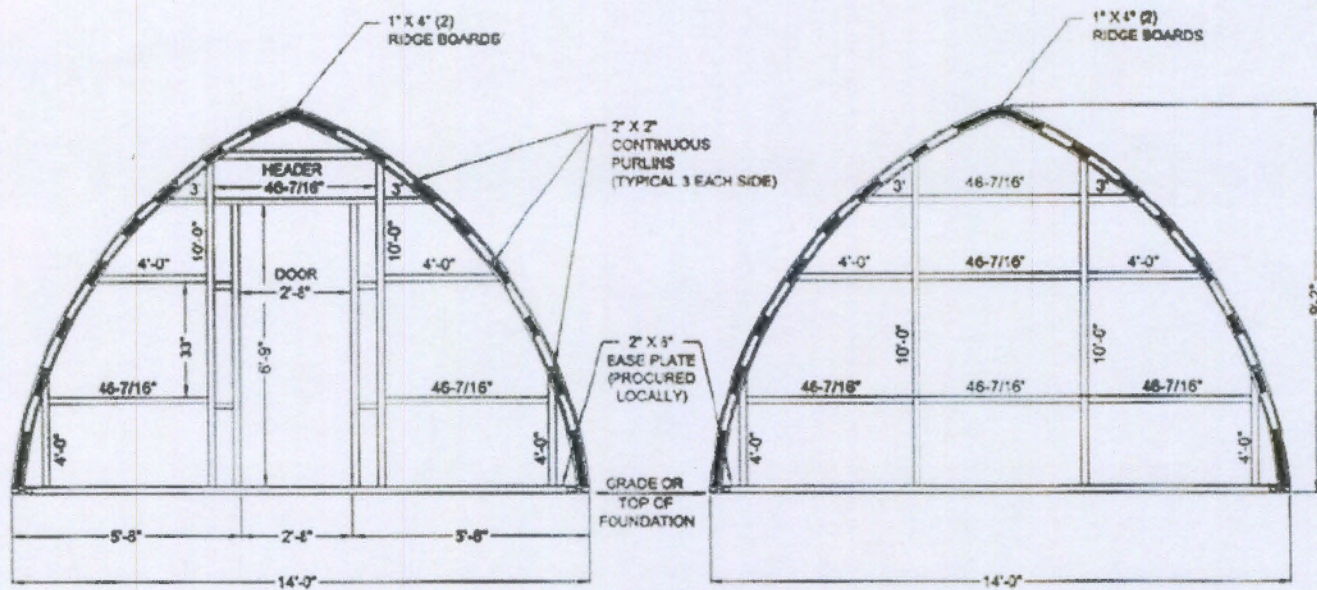 1" X 4" (2)
RIDGE BOARDS
1" X 4" (2)
RIDGE BOARDS
2" X 2"
CONTINUOUS
PURLINS
(TYPICAL 3 EACH SIDE)
HEADER
46-7/16"
3'
3'
10'-0"
10'-0"
4'-0"
DOOR
4'-0"
2'-8"
33"
6'-9"
46-7/16"
46-7/16"
4'-0"
4'-0"
5'-8"
2'-8"
5'-8"
14'-0"
2" X 6"
BASE PLATE
(PROCURED
LOCALLY)
GRADE OR
TOP OF
FOUNDATION
3'
46-7/16"
3'
4'-0"
46-7/16"
4'-0"
10'-0"
10'-0"
46-7/16"
46-7/16"
46-7/16"
4'-0"
4'-0"
9'-2"
14'-0"